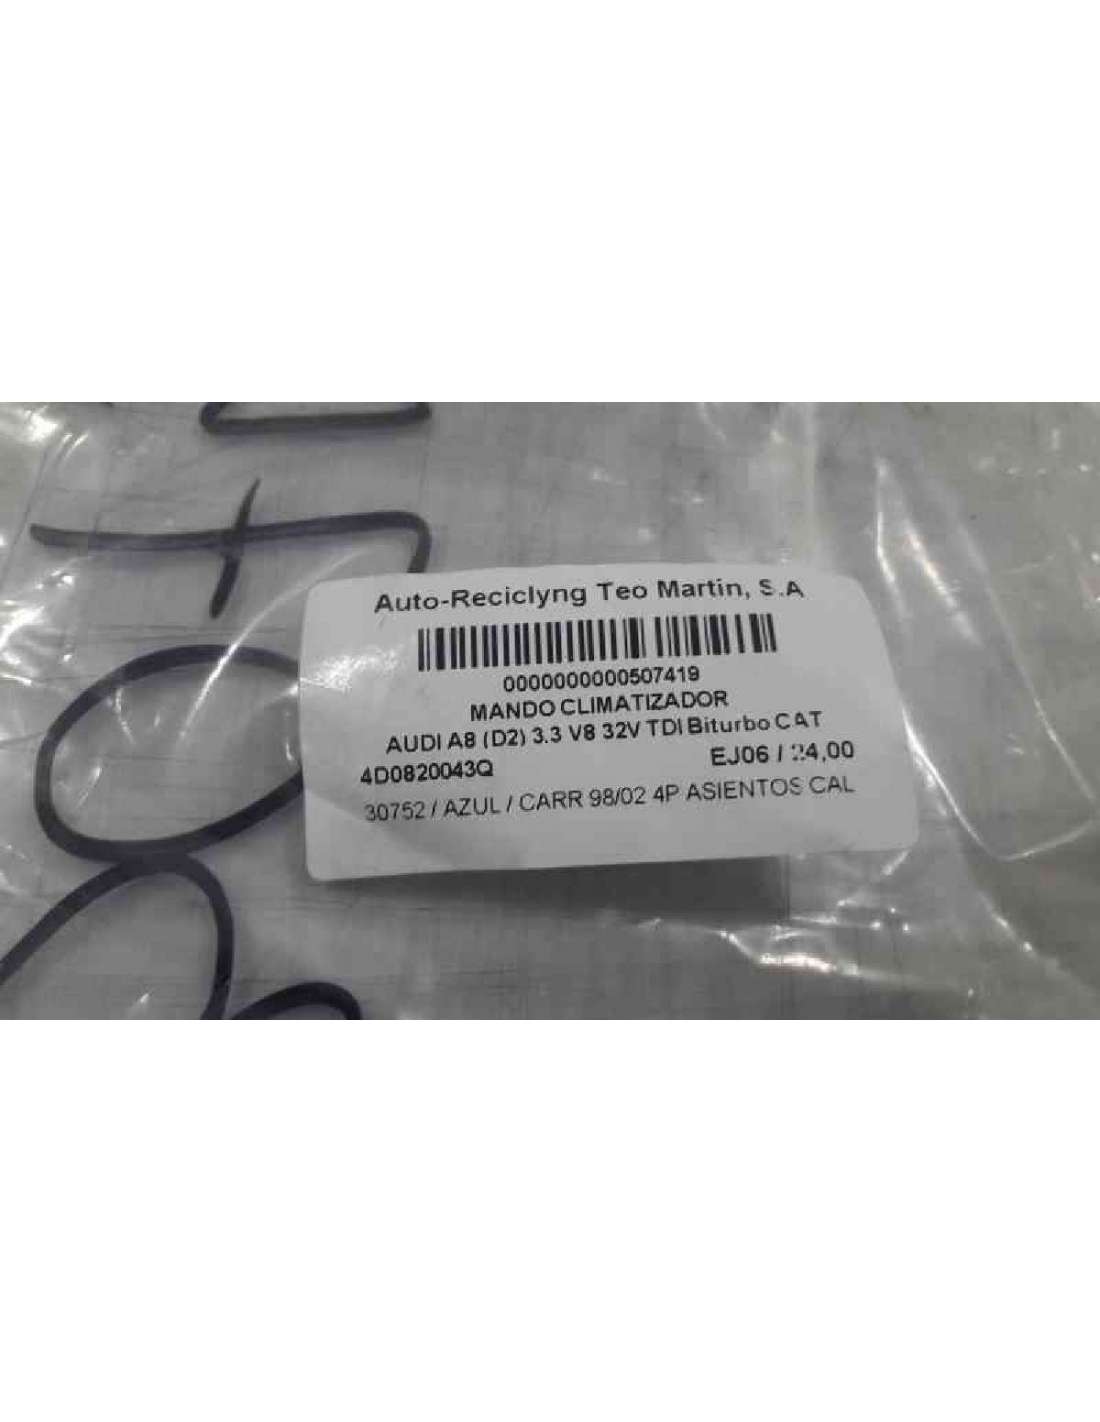 Auto-Reciclyng Teo Martin, S.A
0000000000507419
MANDO CLIMATIZADOR
AUDI A8 (D2) 3.3 V8 32V TDI Biturbo CAT
4D0820043Q EJ06 / 24,00
30752 / AZUL / CARR 98/02 4P ASIENTOS CAL